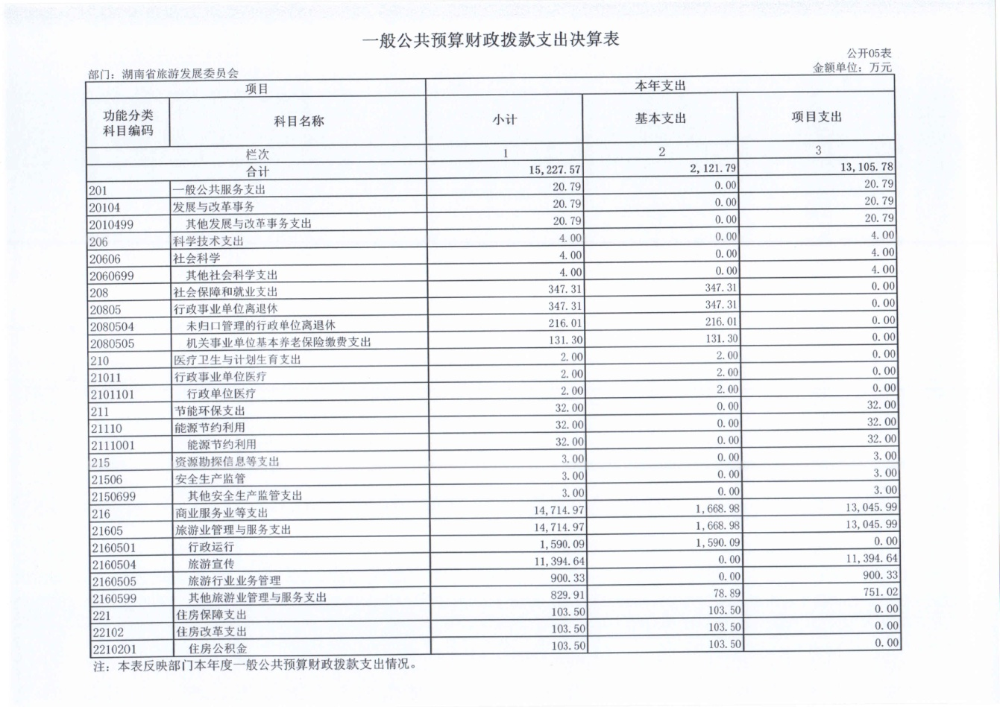 一般公共预算财政拨款支出决算表
公开05表
部门：湖南省旅游发展委员会 金额单位：万元
项目 本年支出
功能分类科目编码 科目名称 小计 基本支出 项目支出
栏次 1 2 3
合计 15,227.57 2,121.79 13,105.78
201 一般公共服务支出 20.79 0.00 20.79
20104 发展与改革事务 20.79 0.00 20.79
2010499 其他发展与改革事务支出 20.79 0.00 20.79
206 科学技术支出 4.00 0.00 4.00
20606 社会科学 4.00 0.00 4.00
2060699 其他社会科学支出 4.00 0.00 4.00
208 社会保障和就业支出 347.31 347.31 0.00
20805 行政事业单位离退休 347.31 347.31 0.00
2080504 未归口管理的行政单位离退休 216.01 216.01 0.00
2080505 机关事业单位基本养老保险缴费支出 131.30 131.30 0.00
210 医疗卫生与计划生育支出 2.00 2.00 0.00
21011 行政事业单位医疗 2.00 2.00 0.00
2101101 行政单位医疗 2.00 2.00 0.00
211 节能环保支出 32.00 0.00 32.00
21110 能源节约利用 32.00 0.00 32.00
2111001 能源节约利用 32.00 0.00 32.00
215 资源勘探信息等支出 3.00 0.00 3.00
21506 安全生产监管 3.00 0.00 3.00
2150699 其他安全生产监管支出 3.00 0.00 3.00
216 商业服务业等支出 14,714.97 1,668.98 13,045.99
21605 旅游业管理与服务支出 14,714.97 1,668.98 13,045.99
2160501 行政运行 1,590.09 1,590.09 0.00
2160504 旅游宣传 11,394.64 0.00 11,394.64
2160505 旅游行业业务管理 900.33 0.00 900.33
2160599 其他旅游业管理与服务支出 829.91 78.89 751.02
221 住房保障支出 103.50 103.50 0.00
22102 住房改革支出 103.50 103.50 0.00
2210201 住房公积金 103.50 103.50 0.00
注：本表反映部门本年度一般公共预算财政拨款支出情况。